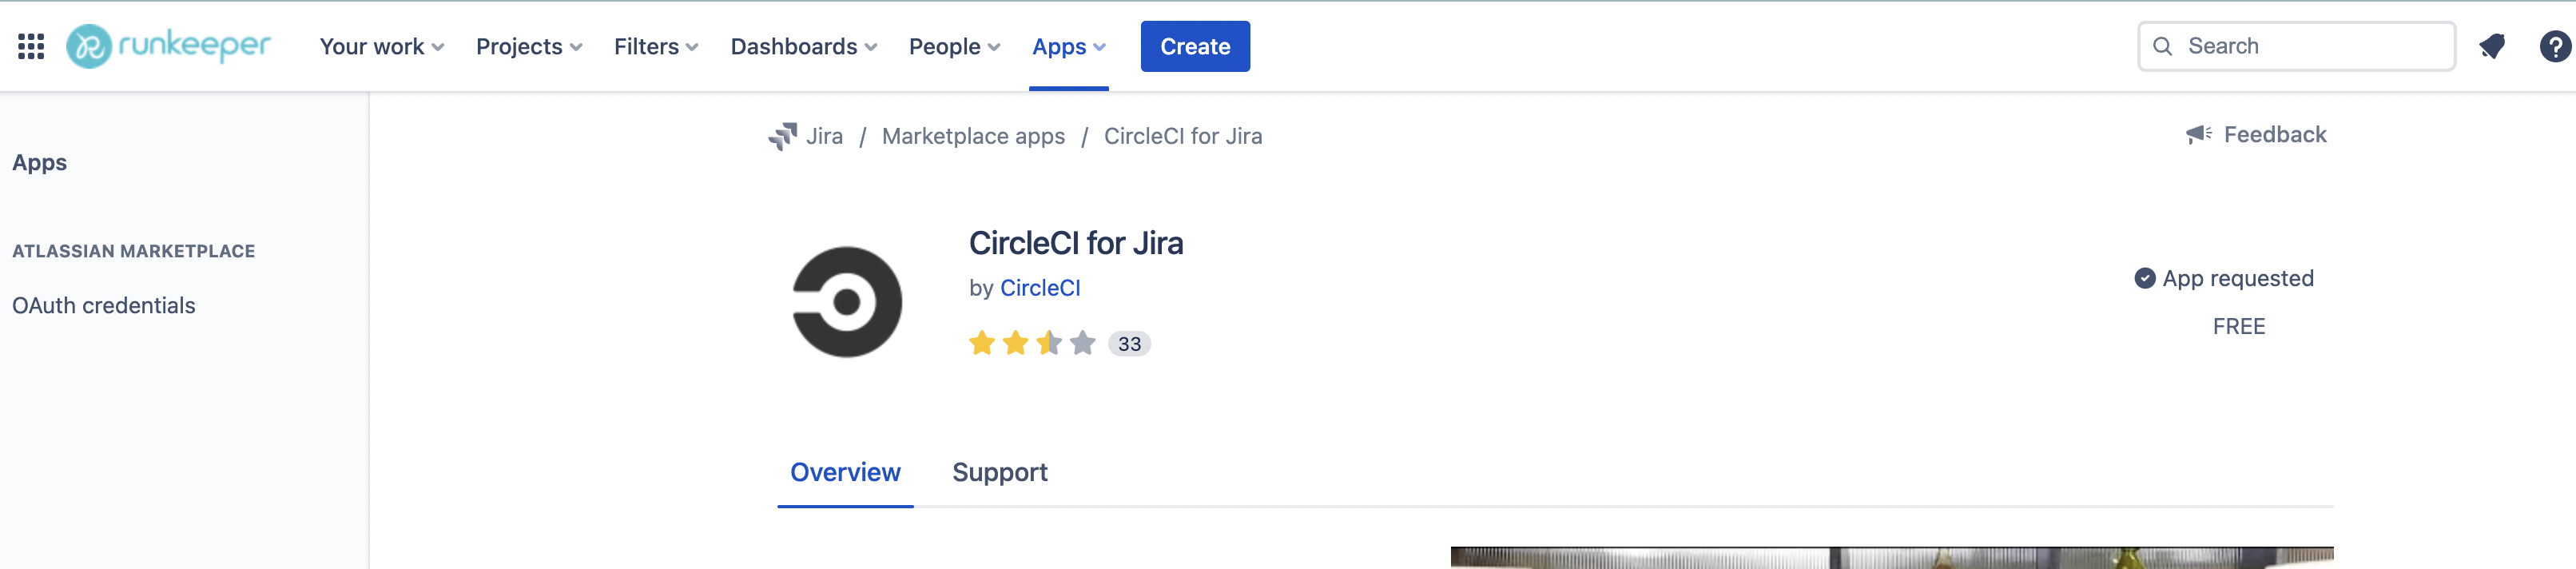 runkeeper Your work Projects Filters Dashboards People Apps Create Search ?
Jira / Marketplace apps / CircleCI for Jira Feedback
Apps
CircleCI for Jira
ATLASSIAN MARKETPLACE
by CircleCI
App requested
OAuth credentials
FREE
33
Overview Support